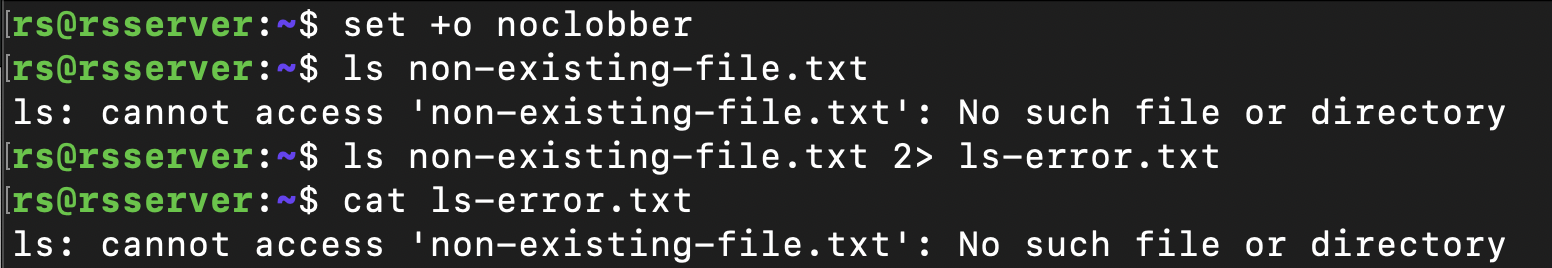 rs@rsserver:~$ set +o noclobber
rs@rsserver:~$ ls non-existing-file.txt
ls: cannot access 'non-existing-file.txt': No such file or directory
rs@rsserver:~$ ls non-existing-file.txt 2> ls-error.txt
rs@rsserver:~$ cat ls-error.txt
ls: cannot access 'non-existing-file.txt': No such file or directory